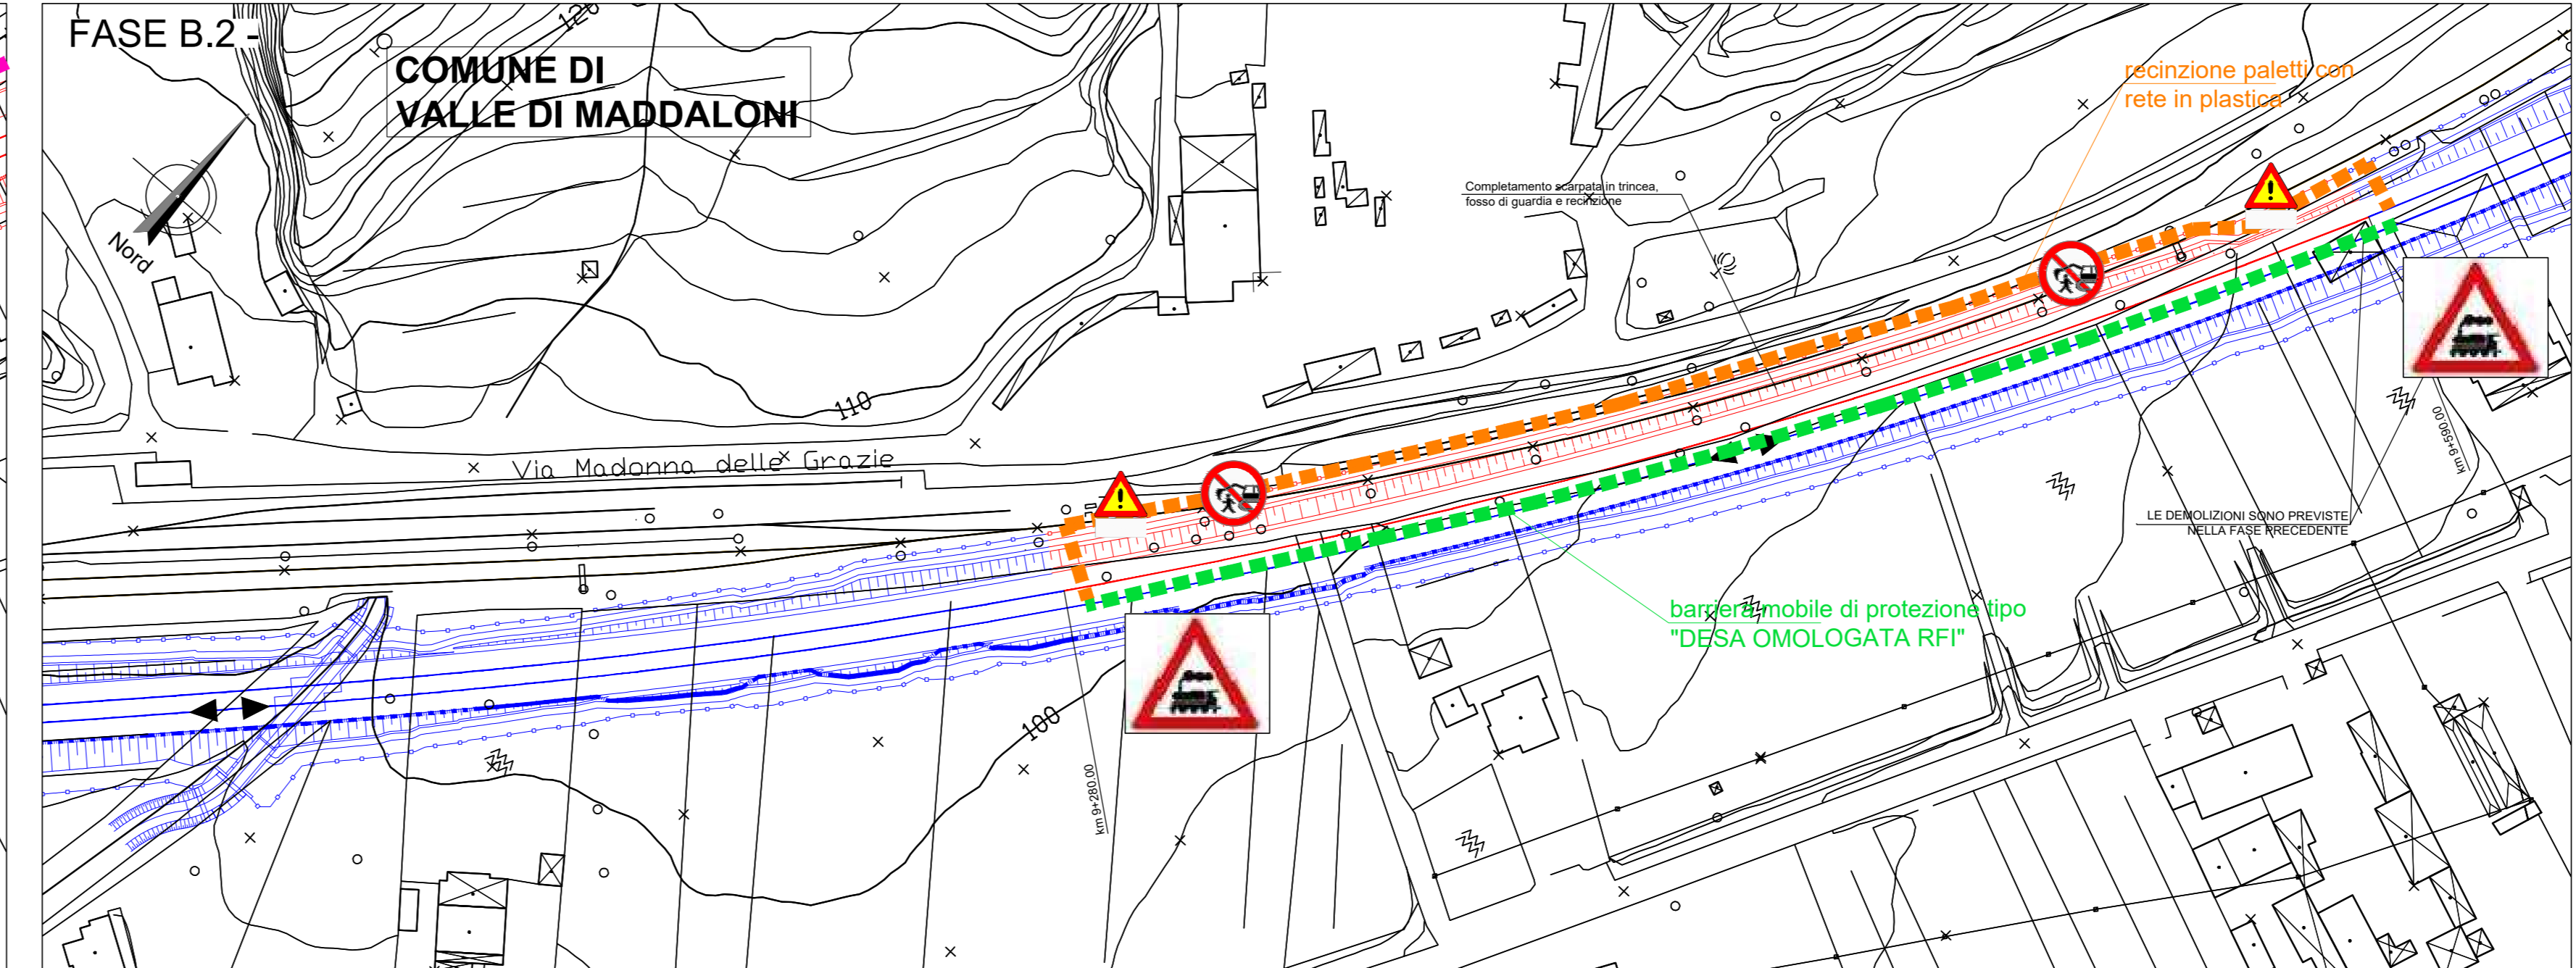 FASE B.2 -
120
COMUNE DI
VALLE DI MADDALONI
recinzione paletti con
rete in plastica
Completamento scarpata in trincea,
fosso di guardia e recinzione
Nord
110
Via Madonna delle Grazie
km 9+590.00
LE DEMOLIZIONI SONO PREVISTE
NELLA FASE PRECEDENTE
barriera mobile di protezione tipo
"DESA OMOLOGATA RFI"
100
km 9+280.00